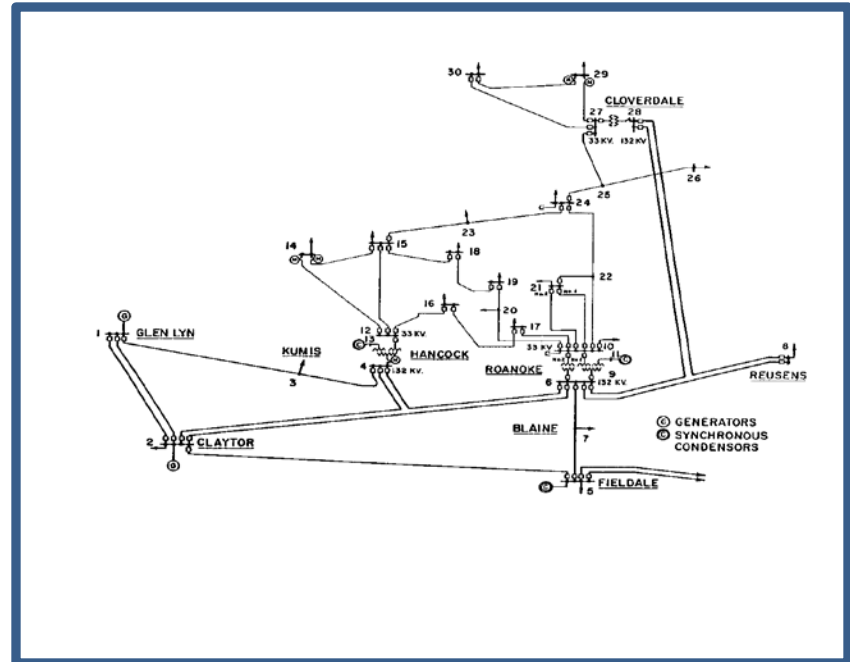 30
29
CLOVERDALE
27
28
33 KV.
132 KV
26
25
24
23
14
15
18
22
19
21
16
20
17
12
33 KV.
13
HANCOCK
33 KV
10
1
GLEN LYN
KUMIS
4
132 KV.
ROANOKE
11
8
3
9
REUSENS
6
132 KV.
BLAINE
G GENERATORS
C SYNCHRONOUS
CONDENSORS
2
CLAYTOR
7
FIELDALE
5